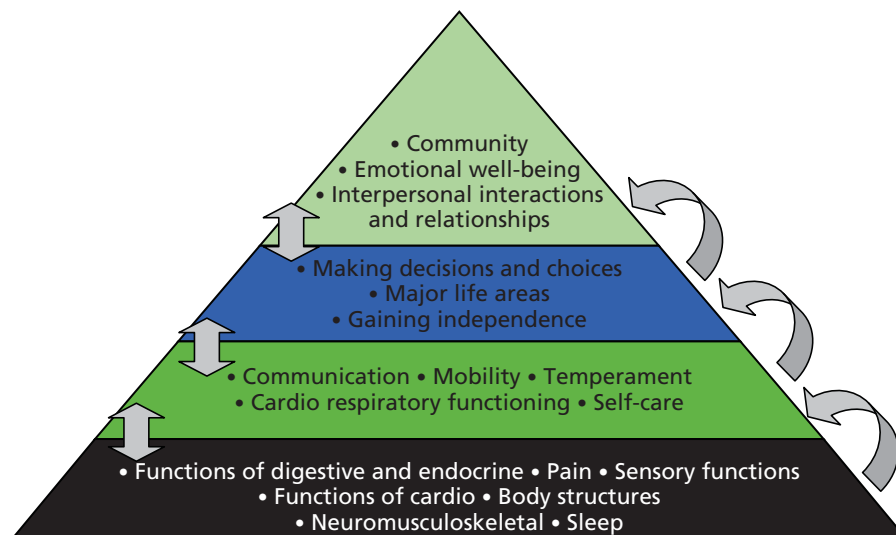 • Community
• Emotional well-being
• Interpersonal interactions
and relationships
• Making decisions and choices
• Major life areas
• Gaining independence
• Communication • Mobility • Temperament
• Cardio respiratory functioning • Self-care
• Functions of digestive and endocrine • Pain • Sensory functions
• Functions of cardio • Body structures
• Neuromusculoskeletal • Sleep